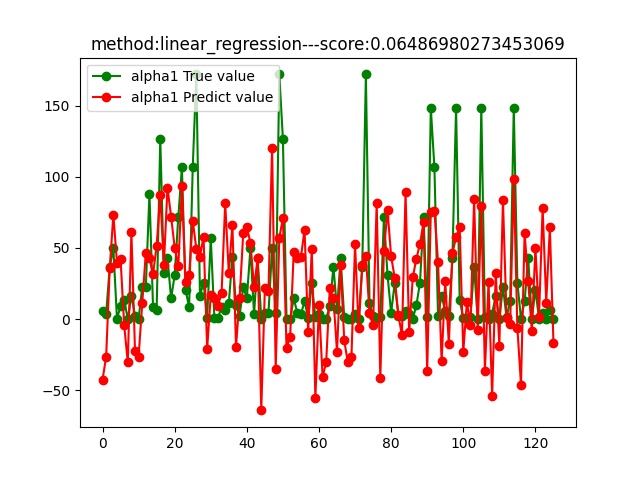 method:linear_regression---score:0.06486980273453069
alpha1 True value
alpha1 Predict value
150
100
50
0
−50
0 20 40 60 80 100 120